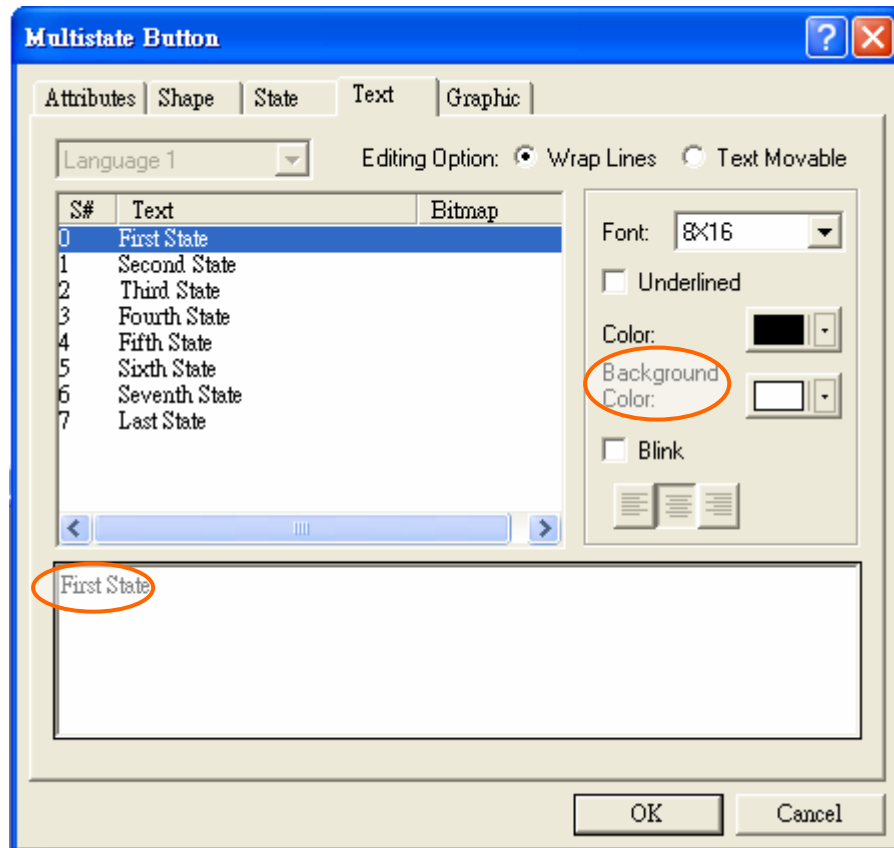 Multistate Button
Attributes Shape State Text Graphic
Language 1 Editing Option: Wrap Lines Text Movable
S# Text Bitmap
0 First State
1 Second State
2 Third State
3 Fourth State
4 Fifth State
5 Sixth State
6 Seventh State
7 Last State
Font: 8X16
Underlined
Color:
Background
Color:
Blink
First State
OK Cancel